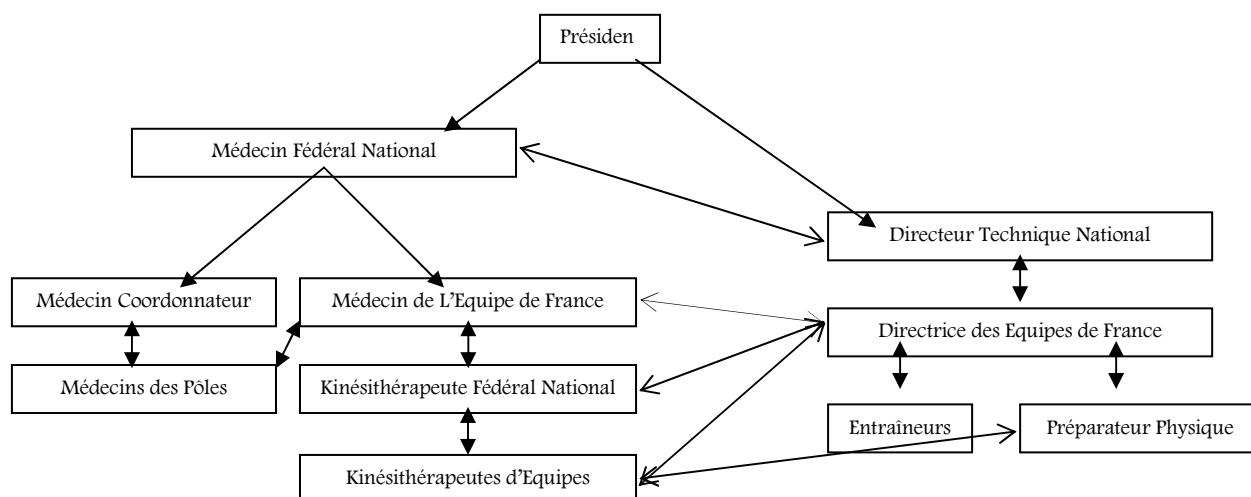 Présiden
Médecin Fédéral National
Directeur Technique National
Médecin Coordonnateur
Médecin de L'Equipe de France
Directrice des Equipes de France
Médecins des Pôles
Kinésithérapeute Fédéral National
Entraîneurs
Préparateur Physique
Kinésithérapeutes d'Equipes